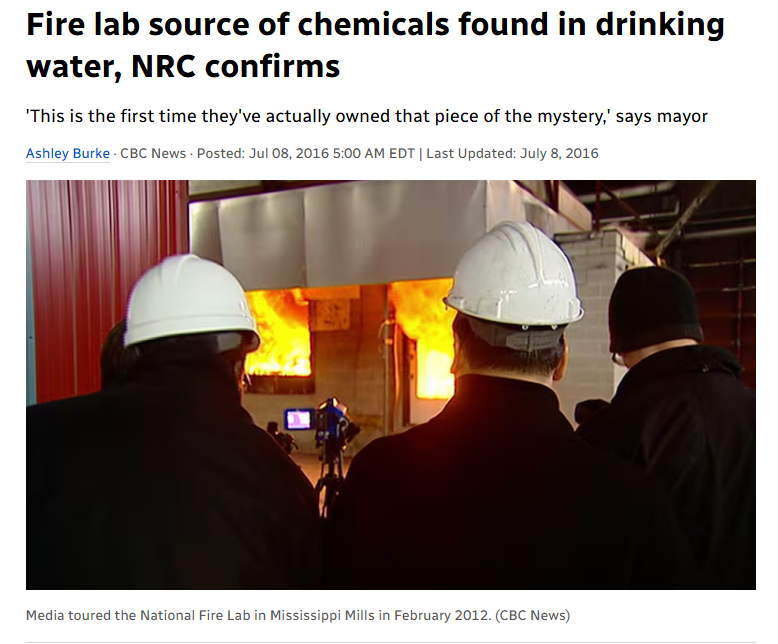 Fire lab source of chemicals found in drinking
water, NRC confirms
'This is the first time they've actually owned that piece of the mystery,' says mayor
Ashley Burke · CBC News · Posted: Jul 08, 2016 5:00 AM EDT | Last Updated: July 8, 2016
Media toured the National Fire Lab in Mississippi Mills in February 2012. (CBC News)